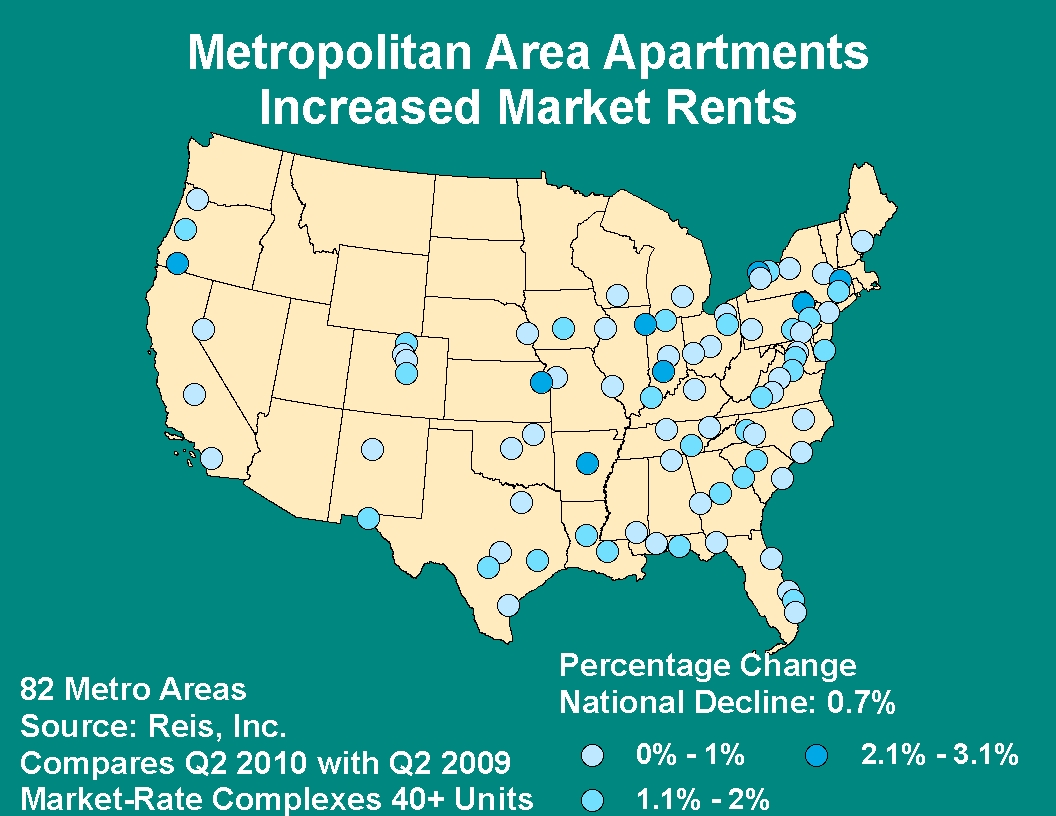 Metropolitan Area Apartments
Increased Market Rents
82 Metro Areas
Source: Reis, Inc.
Compares Q2 2010 with Q2 2009
Market-Rate Complexes 40+ Units
Percentage Change
National Decline: 0.7%
0% - 1%
2.1% - 3.1%
1.1% - 2%